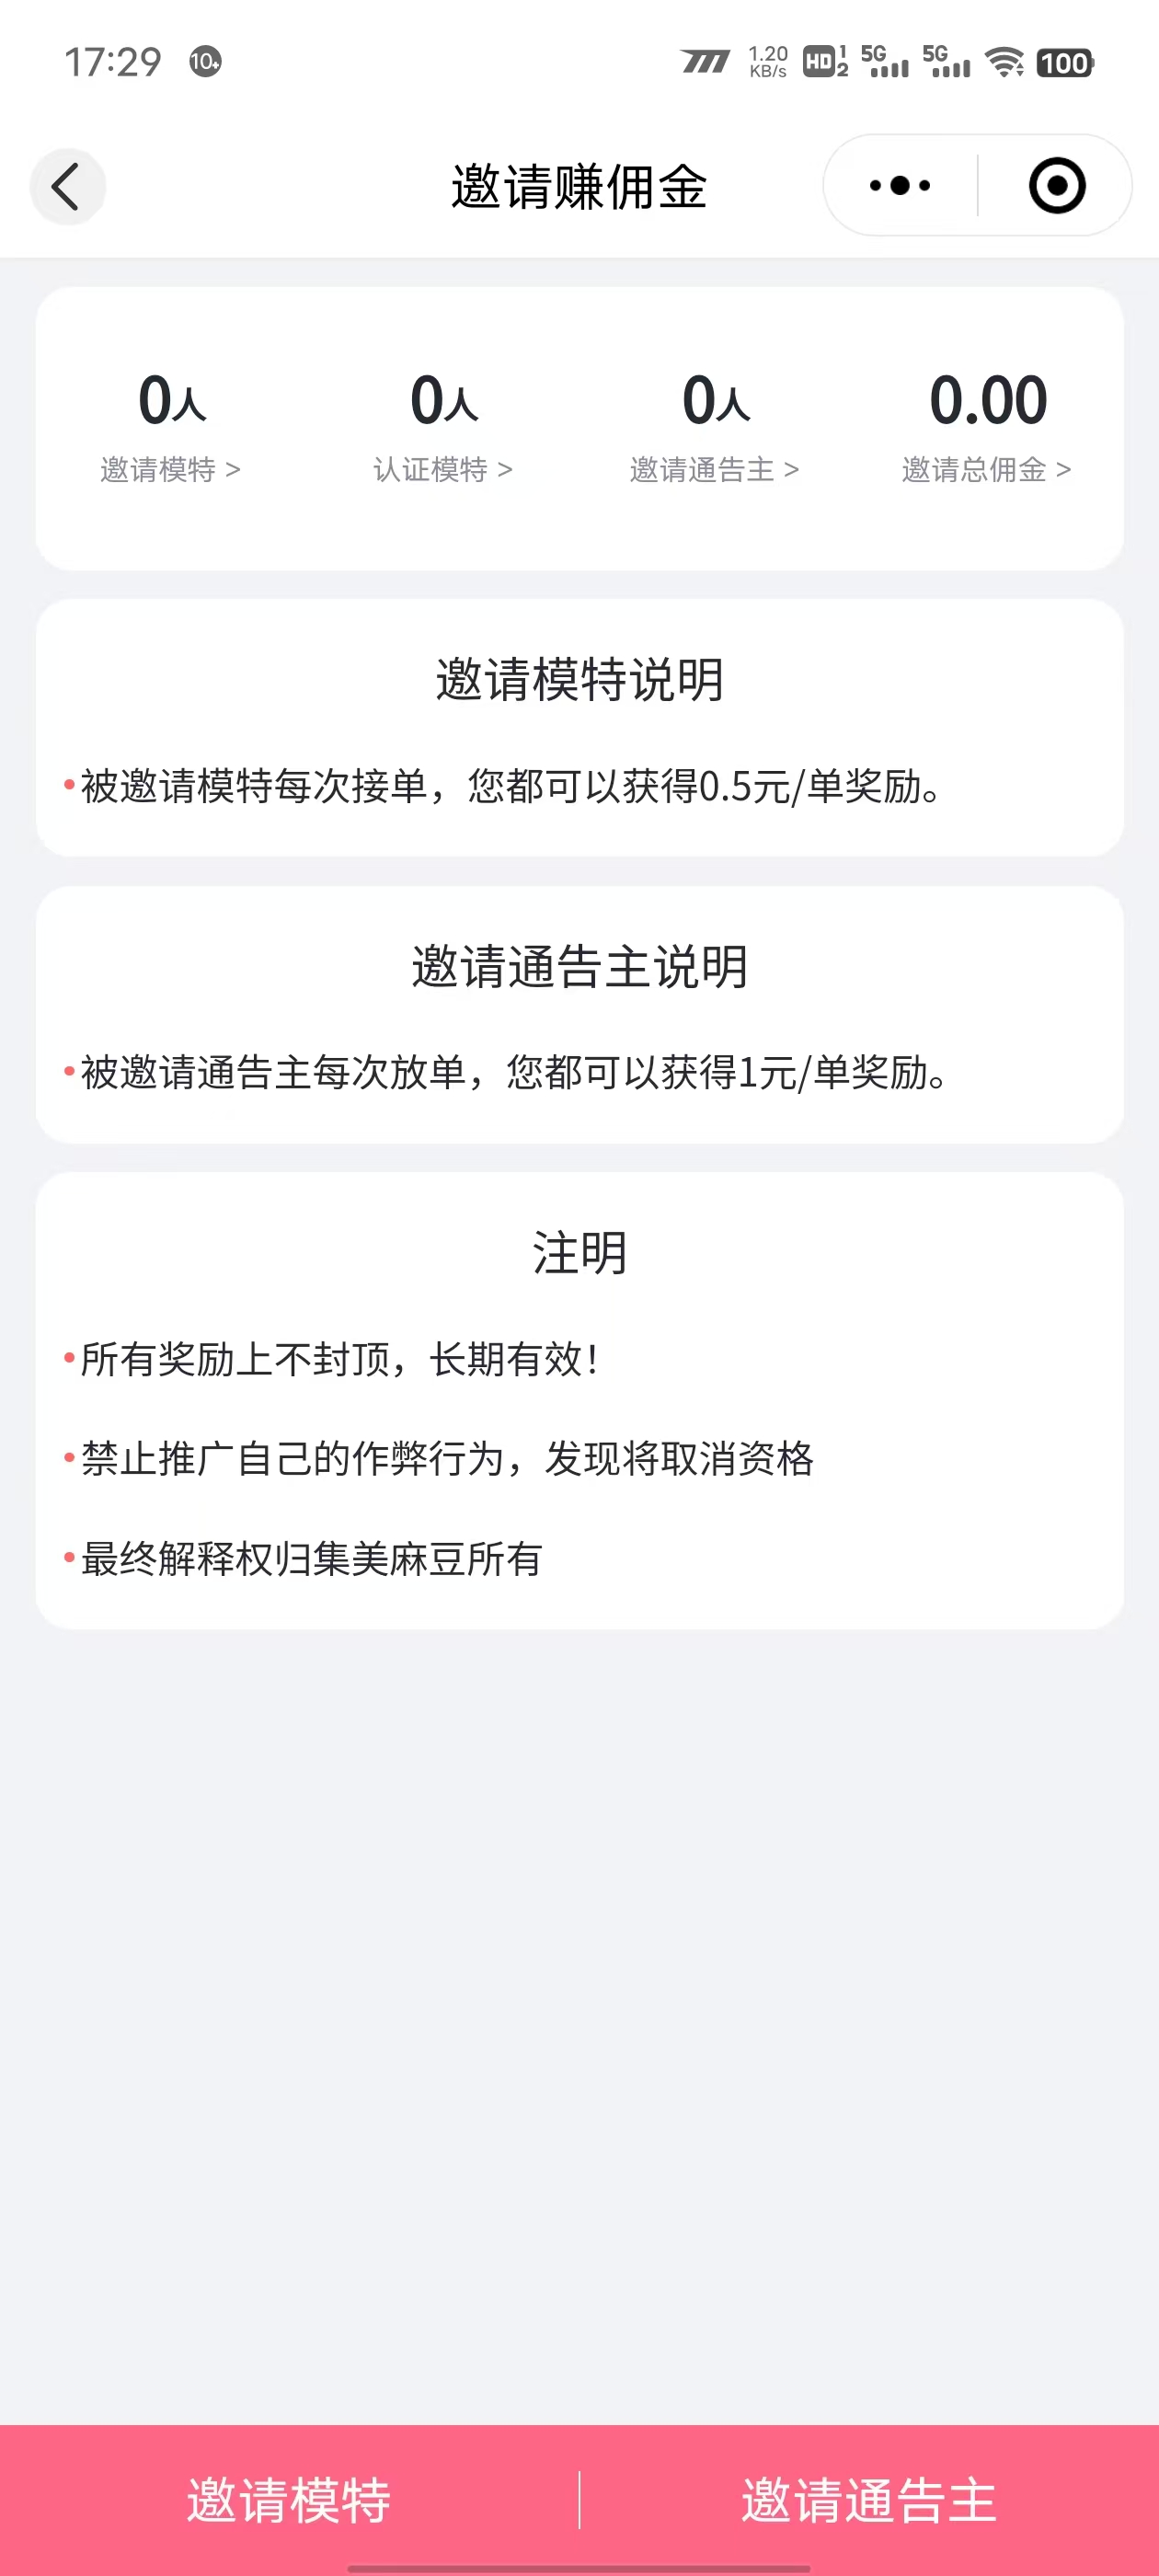 17:29 10+ 1.20 KB/s HD 1 2 5G 5G 100
邀请赚佣金
0人 0人 0人 0.00
邀请模特 > 认证模特 > 邀请通告主 > 邀请总佣金 >
邀请模特说明
被邀请模特每次接单，您都可以获得0.5元/单奖励。
邀请通告主说明
被邀请通告主每次放单，您都可以获得1元/单奖励。
注明
所有奖励上不封顶，长期有效！
禁止推广自己的作弊行为，发现将取消资格
最终解释权归集美麻豆所有
邀请模特 邀请通告主